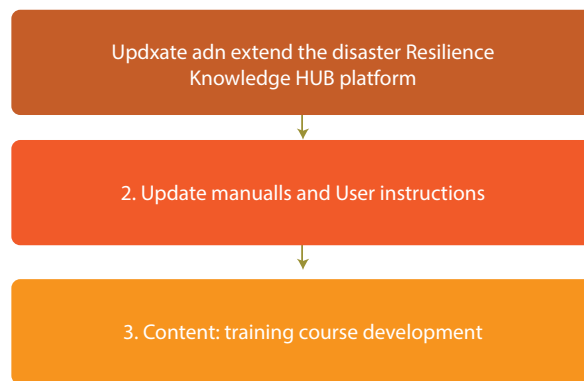 Updxate adn extend the disaster Resilience
Knowledge HUB platform
2. Update manualls and User instructions
3. Content: training course development